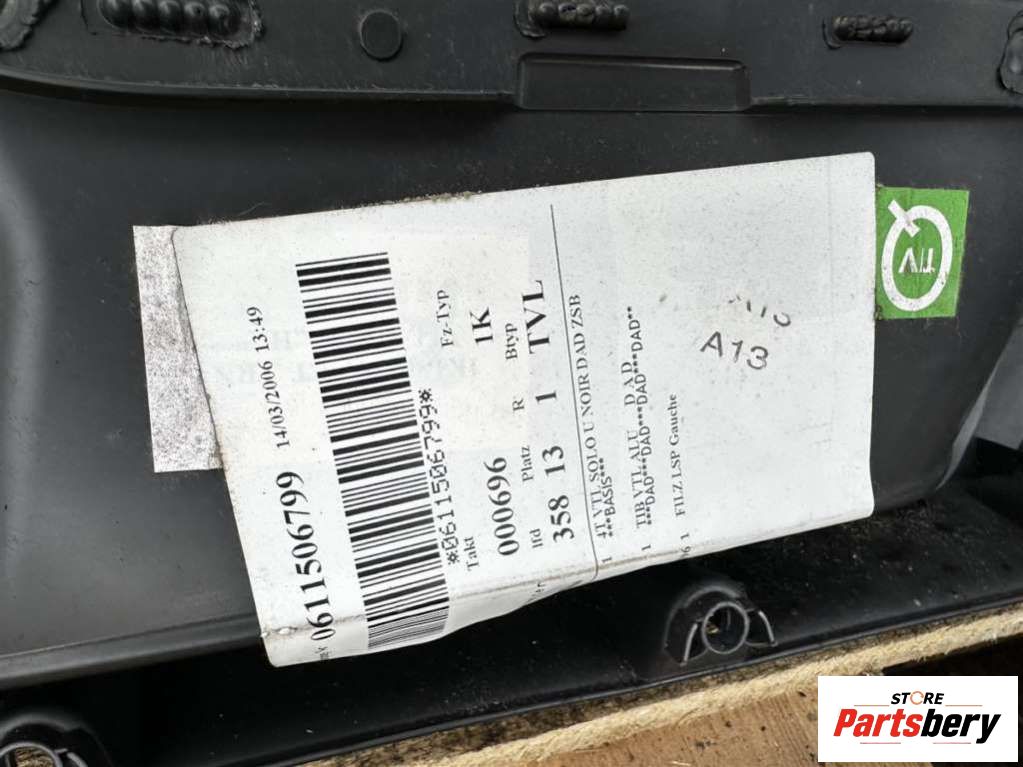 0611506799 14/03/2006 13:49
*0611506799*
Takt Fz-Typ
000696 1K
lfd Platz R Btyp
358 13 1 TVL
1 4T VTL SOLO U NOIR DAD ZSB
***BASIS***
1 TIB VTL ALU D A D
***DAD***DAD***DAD***DAD**
1 FILZ LSP Gauche
A13
TIV
STORE
Partsbery